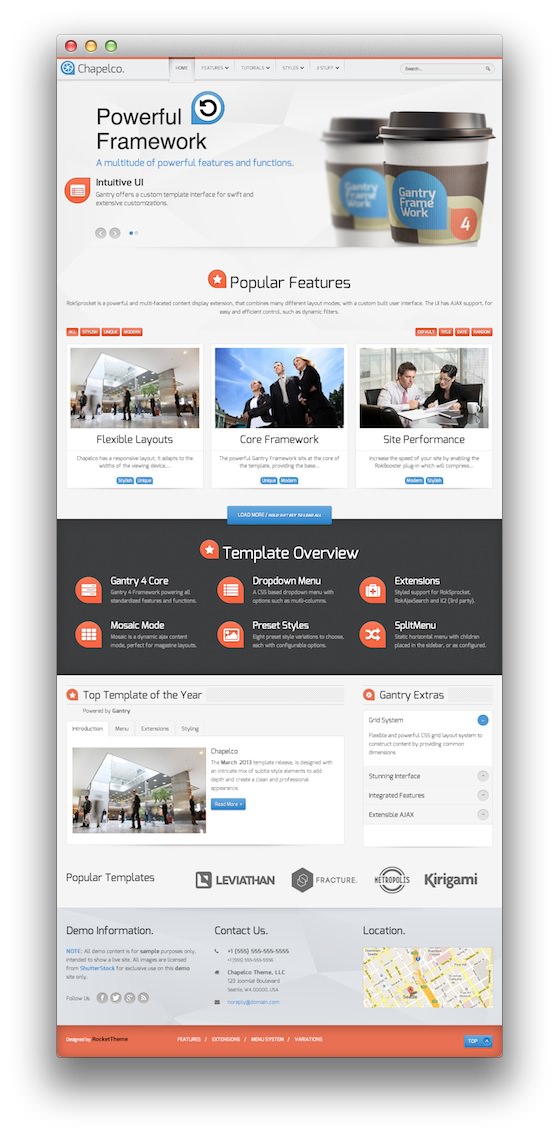 Chapelco.
HOME
FEATURES
TUTORIALS
STYLES
J! STUFF
Search...
Powerful
Framework
A multitude of powerful features and functions.
Intuitive UI
Gantry offers a custom template interface for swift and
extensive customizations.
Gantry
Frame
Work
Gantry
Frame
Work
4
Popular Features
RokSprocket is a powerful and multi-faceted content display extension, that combines many different layout modes; with a custom built user interface. The UI has AJAX support, for
easy and efficient control, such as dynamic filters.
ALL STYLISH UNIQUE MODERN
DEFAULT TITLE DATE RANDOM
Flexible Layouts
Chapelco has a responsive layout; it adapts to the
widths of the viewing device,...
Stylish Unique
Core Framework
The powerful Gantry Framework sits at the core of
the template, providing the base...
Unique Modern
Site Performance
Increase the speed of your site by enabling the
RokBooster plug-in which will compress...
Modern Stylish
LOAD MORE / HOLD SHIFT KEY TO LOAD ALL
Template Overview
Gantry 4 Core
Gantry 4 Framework powering all
standardized features and functions.
Dropdown Menu
A CSS based dropdown menu with
options such as multi-columns.
Extensions
Styled support for RokSprocket,
RokAjaxSearch and K2 (3rd party).
Mosaic Mode
Mosaic is a dynamic ajax content
mode, perfect for magazine layouts.
Preset Styles
Eight preset style variations to choose,
each with configurable options.
SplitMenu
Static horizontal menu with children
placed in the sidebar, or as configured.
Top Template of the Year
Powered by Gantry
Introduction
Menu
Extensions
Styling
Chapelco
The March 2013 template release, is designed with
an intricate mix of subtle style elements to add
depth and create a clean and professional
appearance.
Read More
Gantry Extras
Grid System
Flexible and powerful CSS grid layout system to
construct content by providing common
dimensions.
Stunning Interface
Integrated Features
Extensible AJAX
Popular Templates
LEVIATHAN
FRACTURE.
METROPOLIS
Kirigami
Demo Information.
NOTE: All demo content is for sample purposes only,
intended to show a live site. All images are licensed
from ShutterStock for exclusive use on this demo
site only.
Follow Us
Contact Us.
+1 (555) 555-555-5555
+1 (555) 555-555-5556
Chapelco Theme, LLC
123 Joomla! Boulevard
Seattle, WA 00000, USA
noreply@domain.com
Location.
Seattle
Designed by RocketTheme
FEATURES / EXTENSIONS / MENU SYSTEM / VARIATIONS
TOP